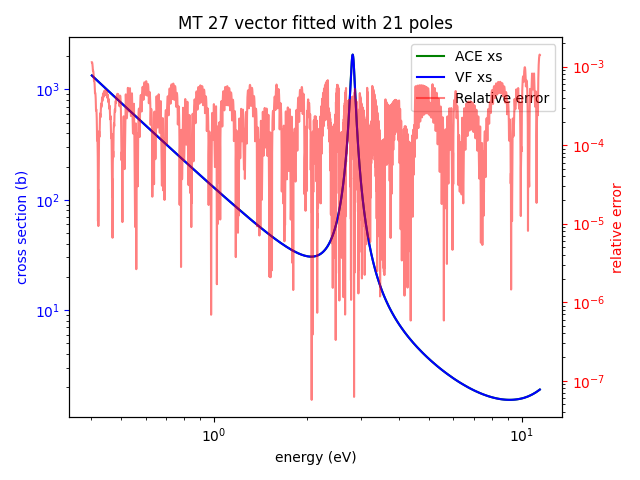 MT 27 vector fitted with 21 poles
ACE xs
VF xs
Relative error
cross section (b)
10³
10²
10¹
10⁻³
10⁻⁴
10⁻⁵
10⁻⁶
10⁻⁷
relative error
10⁰
10¹
energy (eV)